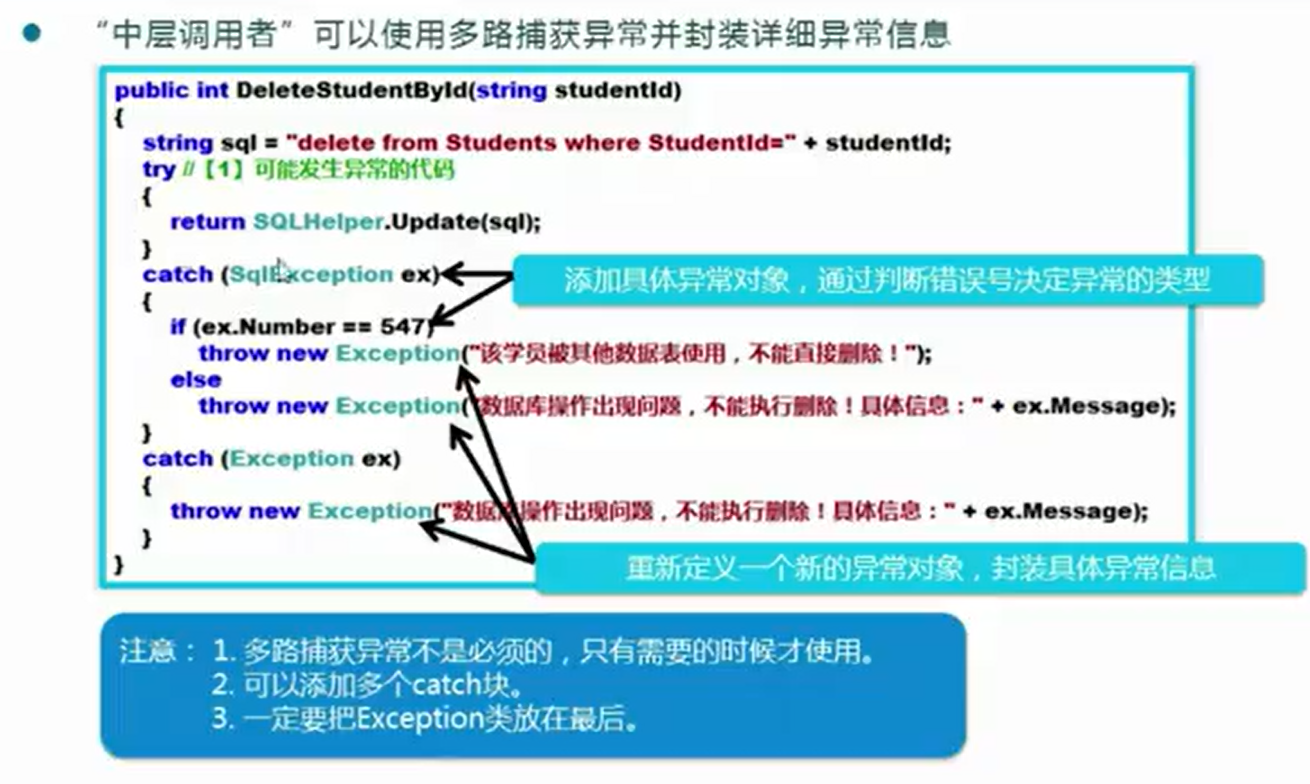 “中层调用者”可以使用多路捕获异常并封装详细异常信息
public int DeleteStudentById(string studentId)
{
string sql = "delete from Students where StudentId=" + studentId;
try //【1】可能发生异常的代码
{
return SQLHelper.Update(sql);
}
catch (SqlException ex)
添加具体异常对象，通过判断错误号决定异常的类型
{
if (ex.Number == 547)
throw new Exception("该学员被其他数据表使用，不能直接删除！");
else
throw new Exception("数据库操作出现问题，不能执行删除！具体信息：" + ex.Message);
}
catch (Exception ex)
{
throw new Exception("数据库操作出现问题，不能执行删除！具体信息：" + ex.Message);
}
}
重新定义一个新的异常对象，封装具体异常信息
注意： 1. 多路捕获异常不是必须的，只有需要的时候才使用。
2. 可以添加多个catch块。
3. 一定要把Exception类放在最后。